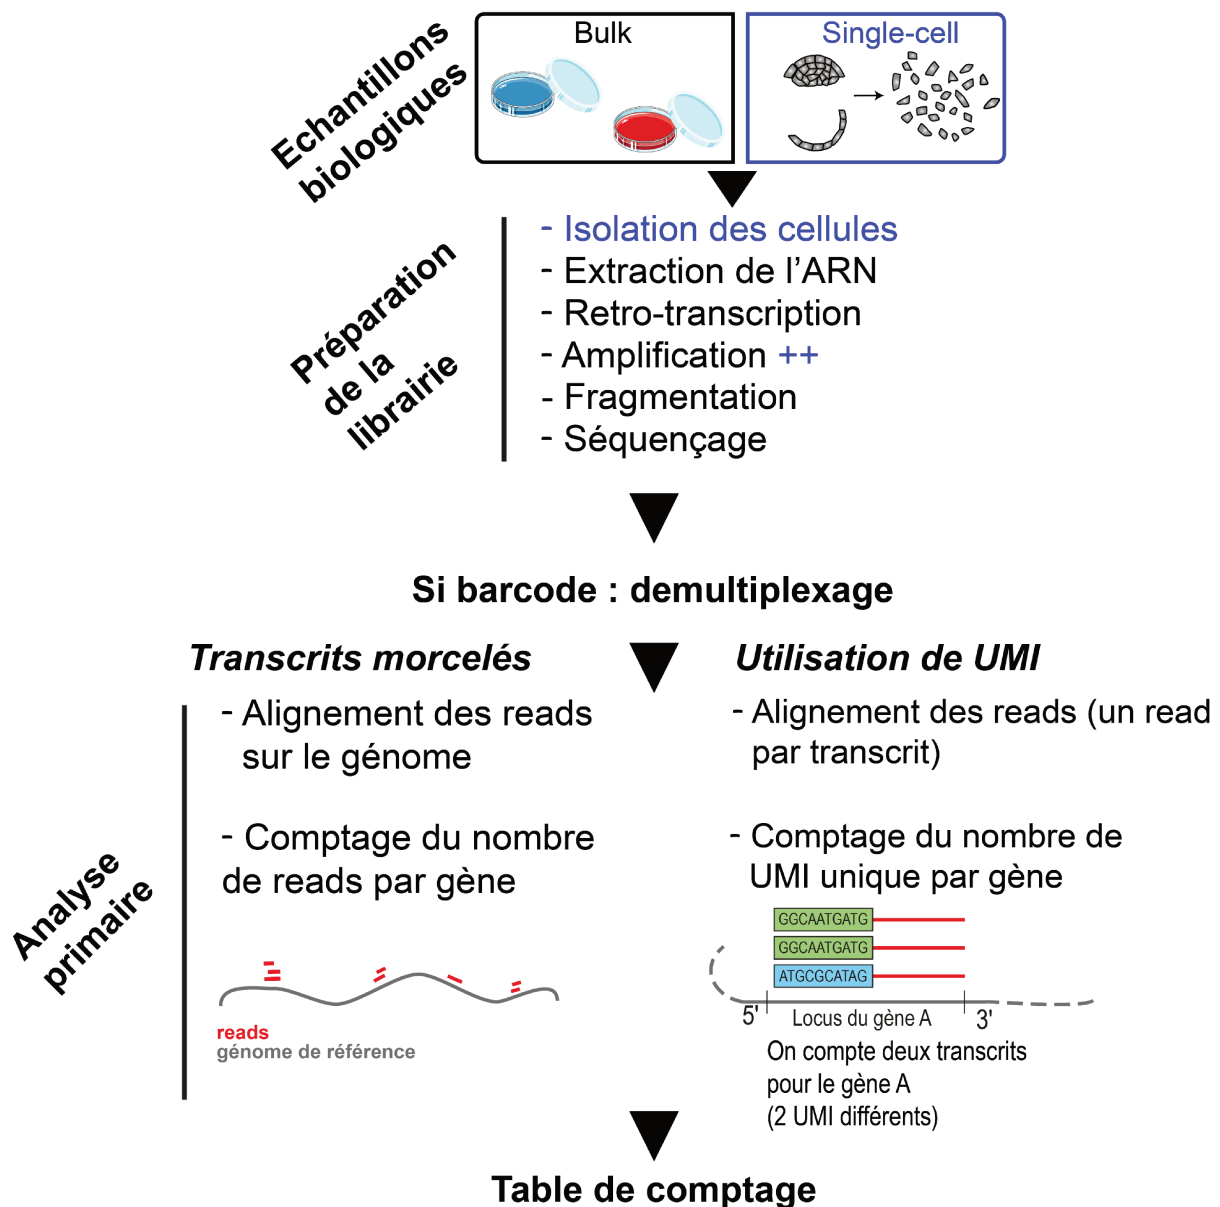 Echantillons
biologiques
Bulk
Single-cell
Préparation
de la
librairie
- Isolation des cellules
- Extraction de l'ARN
- Retro-transcription
- Amplification ++
- Fragmentation
- Séquençage
Si barcode : demultiplexage
Transcrits morcelés
Utilisation de UMI
Analyse
primaire
- Alignement des reads
sur le génome
- Comptage du nombre
de reads par gène
reads
génome de référence
- Alignement des reads (un read
par transcrit)
- Comptage du nombre de
UMI unique par gène
GGCAATGATG
GGCAATGATG
ATGCGCATAG
5' Locus du gène A 3'
On compte deux transcrits
pour le gène A
(2 UMI différents)
Table de comptage